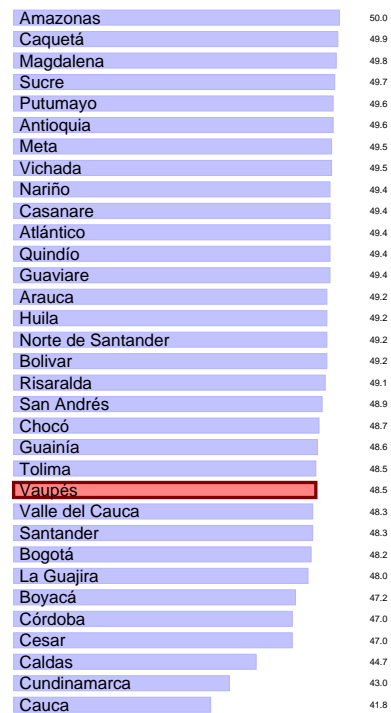 Amazonas 50.0
Caquetá 49.9
Magdalena 49.8
Sucre 49.7
Putumayo 49.6
Antioquia 49.6
Meta 49.5
Vichada 49.5
Nariño 49.4
Casanare 49.4
Atlántico 49.4
Quindío 49.4
Guaviare 49.4
Arauca 49.2
Huila 49.2
Norte de Santander 49.2
Bolivar 49.2
Risaralda 49.1
San Andrés 48.9
Chocó 48.7
Guainía 48.6
Tolima 48.5
Vaupés 48.5
Valle del Cauca 48.3
Santander 48.3
Bogotá 48.2
La Guajira 48.0
Boyacá 47.2
Córdoba 47.0
Cesar 47.0
Caldas 44.7
Cundinamarca 43.0
Cauca 41.8